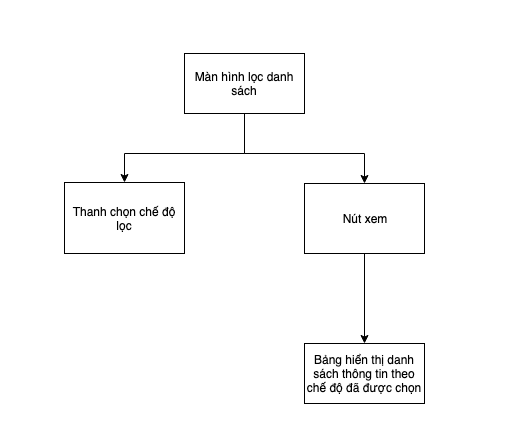 Màn hình lọc danh
sách
Thanh chọn chế độ
lọc
Nút xem
Bảng hiển thị danh
sách thông tin theo
chế độ đã được chọn